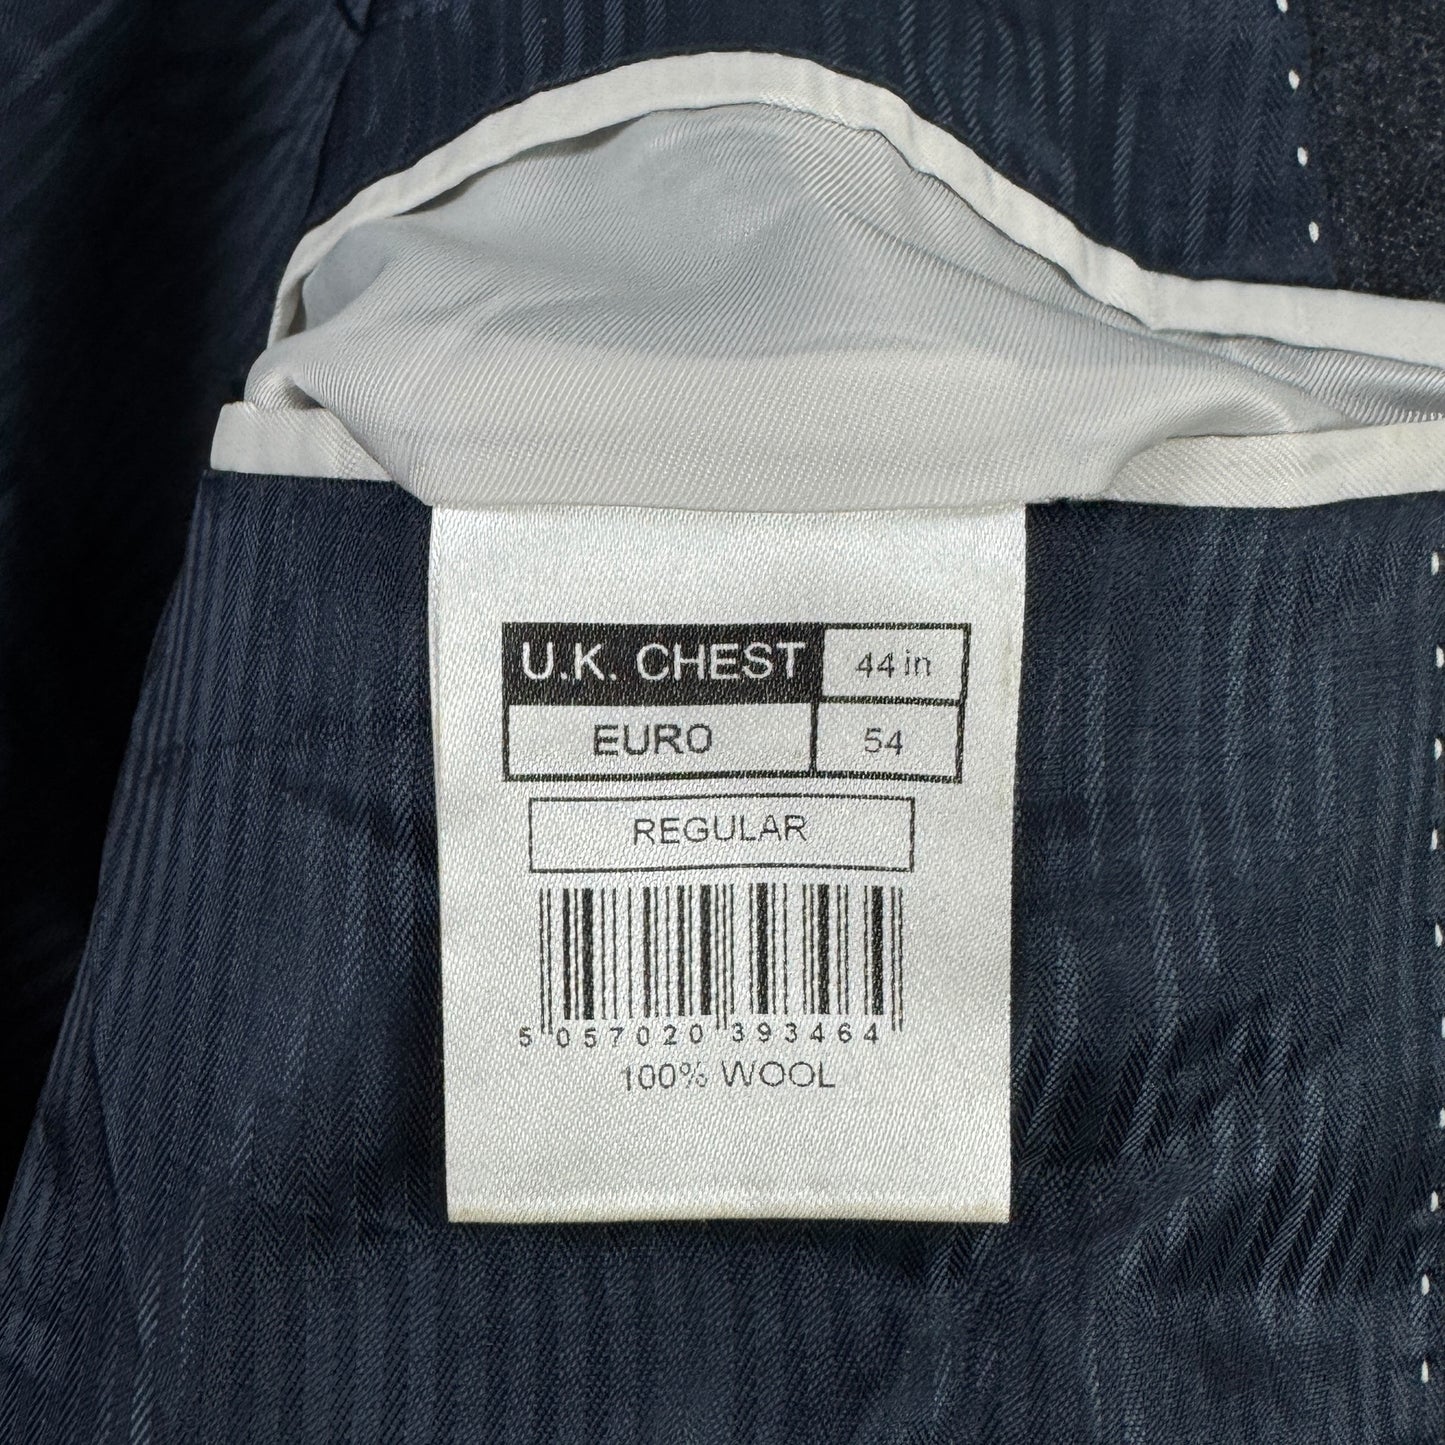 U.K. CHEST 44 in
EURO 54
REGULAR
5 057020 393464
100% WOOL